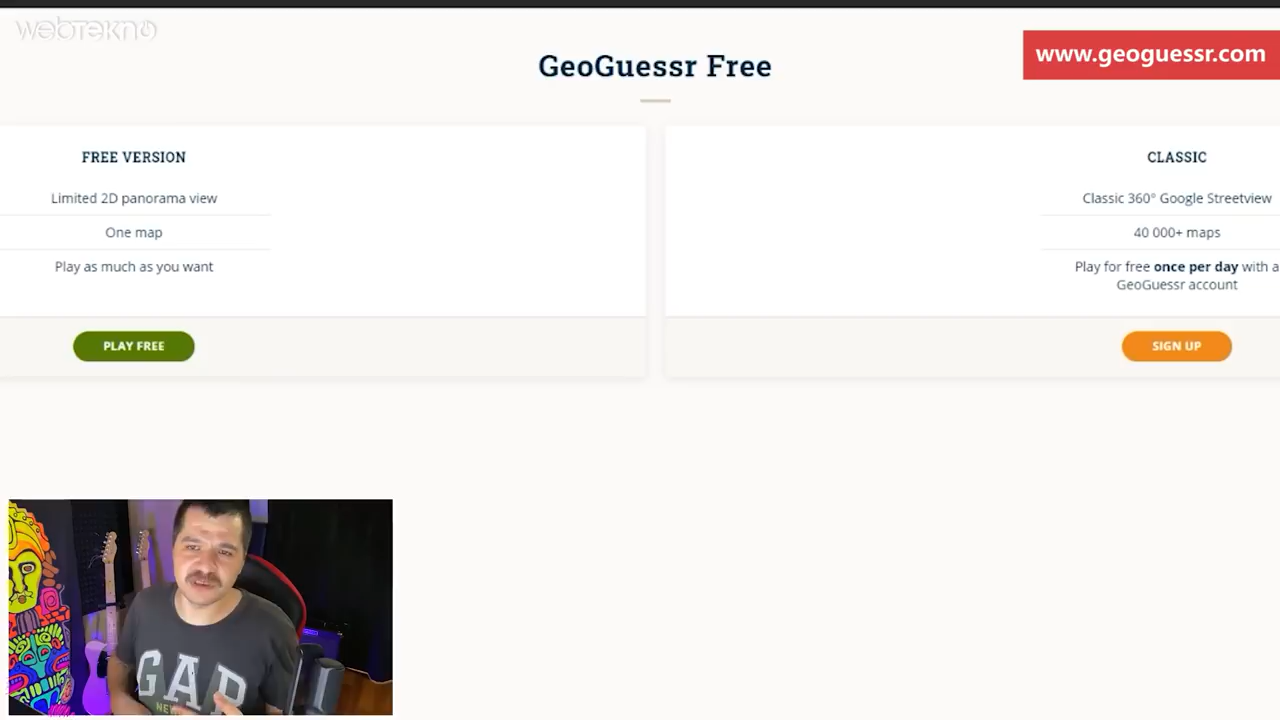 webtekno
www.geoguessr.com
GeoGuessr Free
FREE VERSION
Limited 2D panorama view
One map
Play as much as you want
PLAY FREE
CLASSIC
Classic 360° Google Streetview
40 000+ maps
Play for free once per day with a
GeoGuessr account
SIGN UP
GAP
NEW